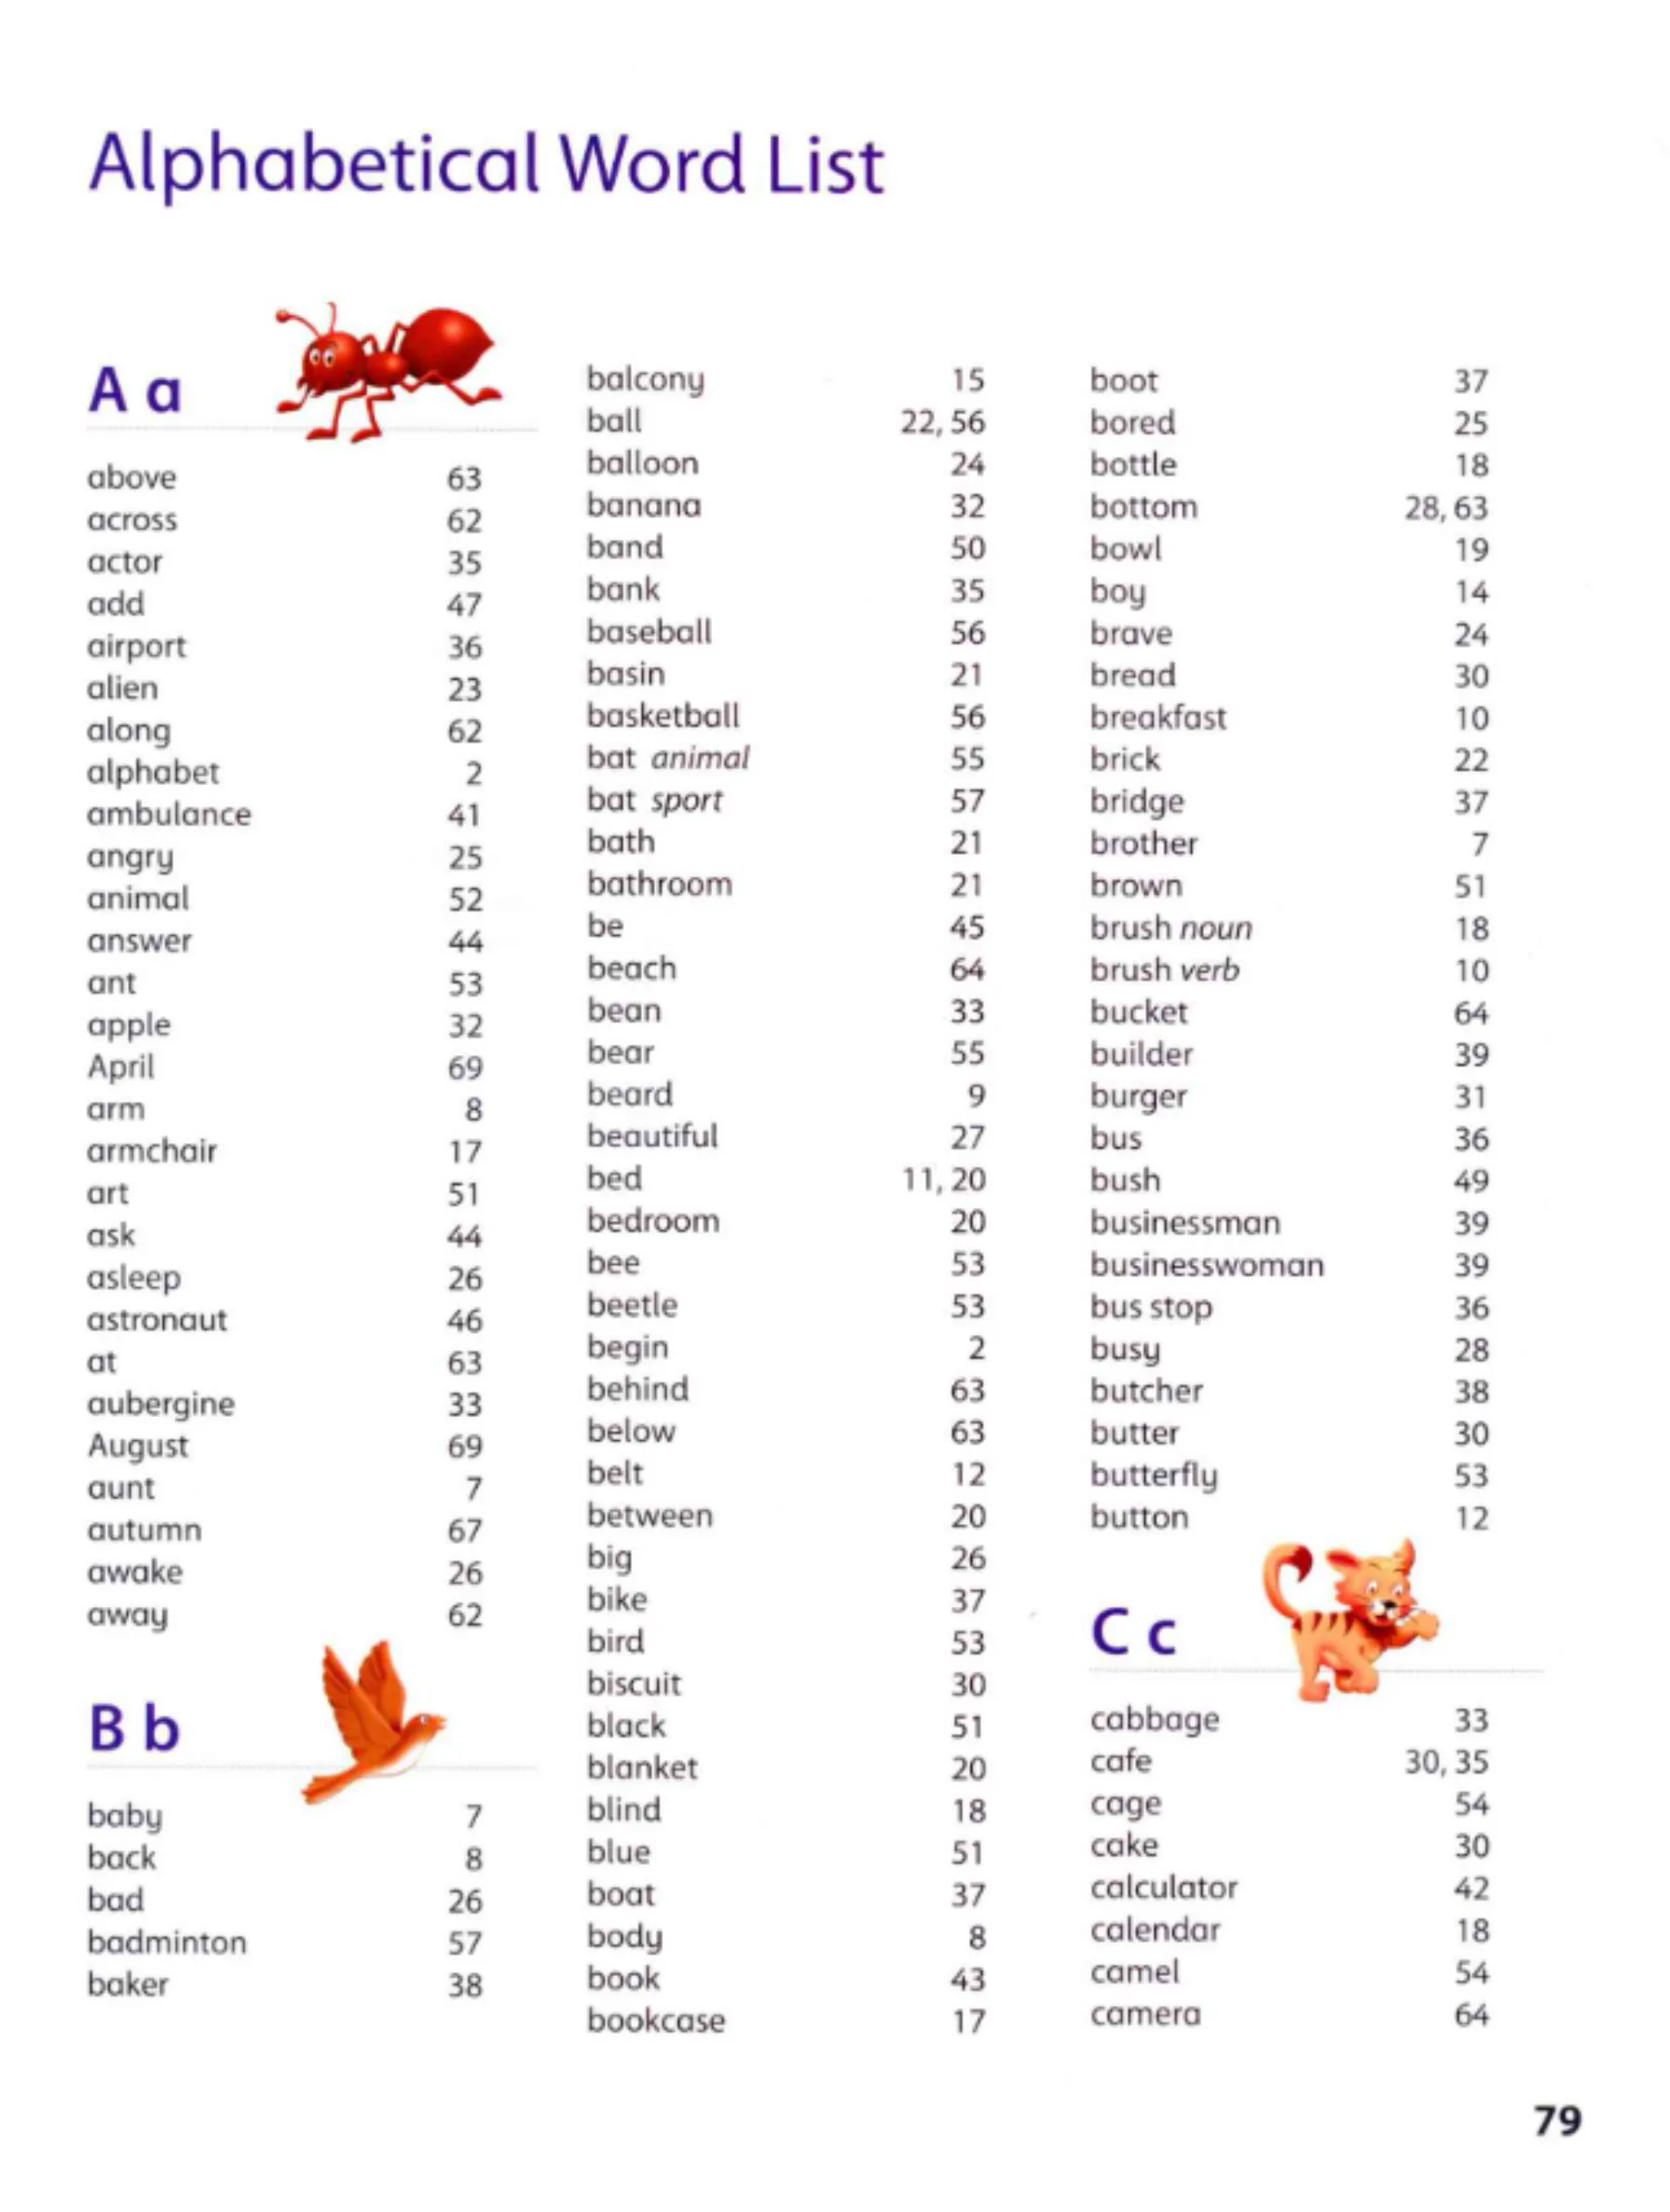 Alphabetical Word List
A a
above 63
across 62
actor 35
add 47
airport 36
alien 23
along 62
alphabet 2
ambulance 41
angry 25
animal 52
answer 44
ant 53
apple 32
April 69
arm 8
armchair 17
art 51
ask 44
asleep 26
astronaut 46
at 63
aubergine 33
August 69
aunt 7
autumn 67
awake 26
away 62
B b
baby 7
back 8
bad 26
badminton 57
baker 38
balcony 15
ball 22, 56
balloon 24
banana 32
band 50
bank 35
baseball 56
basin 21
basketball 56
bat animal 55
bat sport 57
bath 21
bathroom 21
be 45
beach 64
bean 33
bear 55
beard 9
beautiful 27
bed 11, 20
bedroom 20
bee 53
beetle 53
begin 2
behind 63
below 63
belt 12
between 20
big 26
bike 37
bird 53
biscuit 30
black 51
blanket 20
blind 18
blue 51
boat 37
body 8
book 43
bookcase 17
boot 37
bored 25
bottle 18
bottom 28, 63
bowl 19
boy 14
brave 24
bread 30
breakfast 10
brick 22
bridge 37
brother 7
brown 51
brush noun 18
brush verb 10
bucket 64
builder 39
burger 31
bus 36
bush 49
businessman 39
businesswoman 39
bus stop 36
busy 28
butcher 38
butter 30
butterfly 53
button 12
C c
cabbage 33
cafe 30, 35
cage 54
cake 30
calculator 42
calendar 18
camel 54
camera 64
79